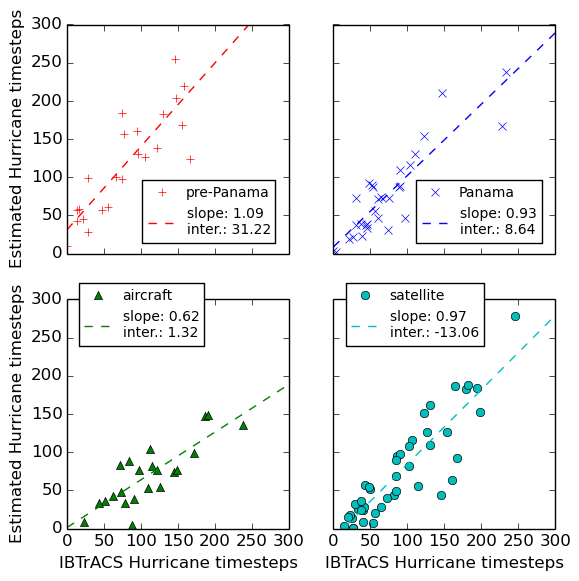 Estimated Hurricane timesteps
300
250
200
150
100
50
0
pre-Panama
slope: 1.09
inter.: 31.22
Panama
slope: 0.93
inter.: 8.64
Estimated Hurricane timesteps
300
250
200
150
100
50
0
aircraft
slope: 0.62
inter.: 1.32
satellite
slope: 0.97
inter.: -13.06
0 50 100 150 200 250 300
0 50 100 150 200 250 300
IBTrACS Hurricane timesteps
IBTrACS Hurricane timesteps